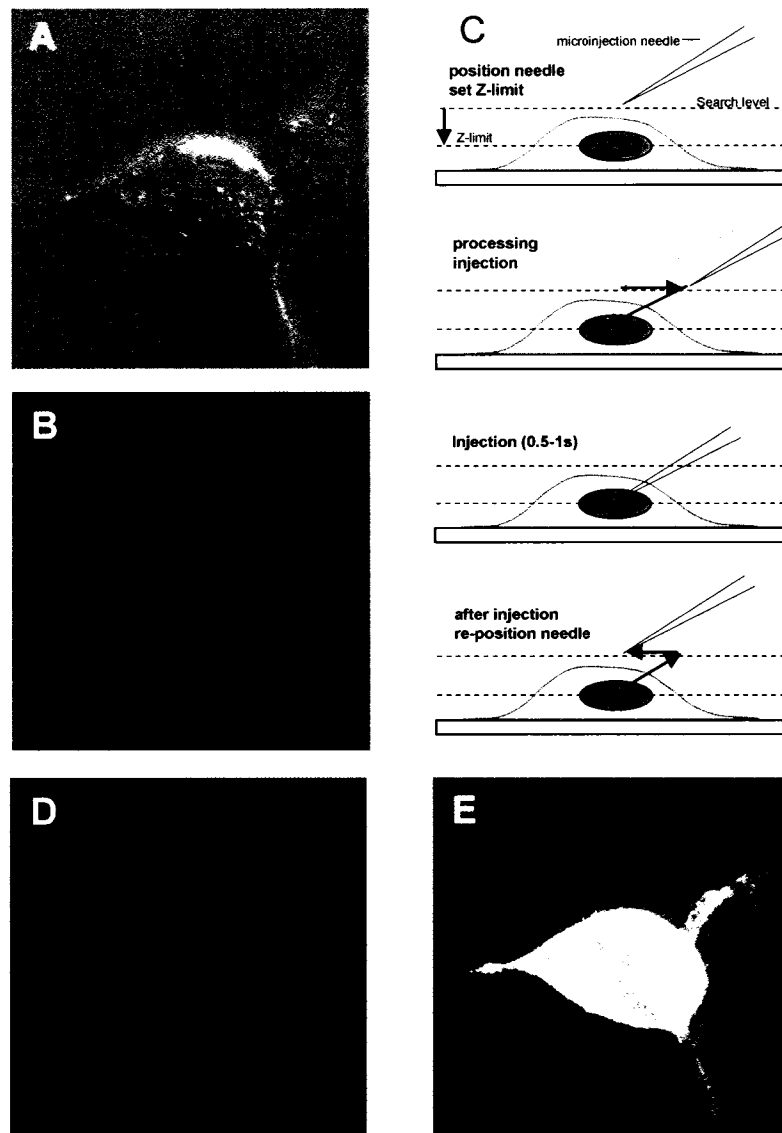 A
C
microinjection needle
position needle
set Z-limit
Search level
Z-limit
processing
injection
B
Injection (0.5-1s)
after injection
re-position needle
D
E